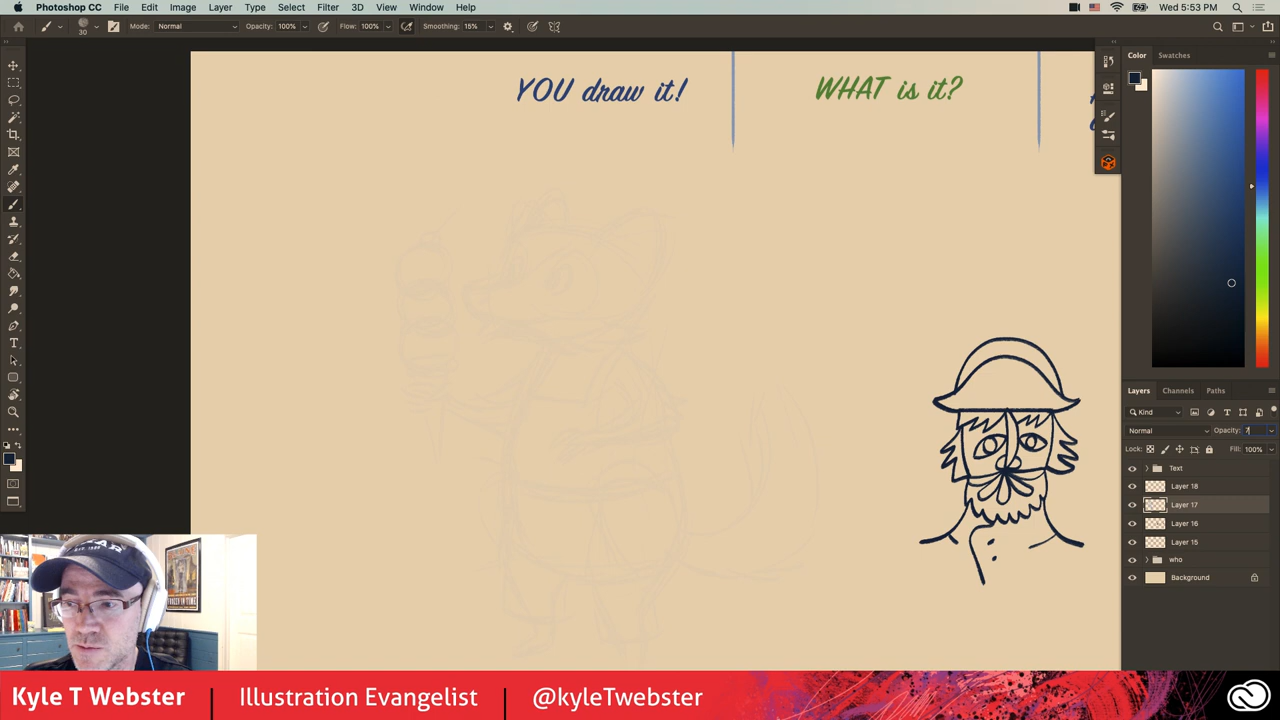 Photoshop CC File Edit Image Layer Type Select Filter 3D View Window Help Wed 5:53 PM
30 Mode: Normal Opacity: 100% Flow: 100% Smoothing: 15%
Color Swatches
YOU draw it!
WHAT is it?
Layers Channels Paths
Kind
Normal Opacity: 7
Lock: Fill: 100%
Text
Layer 18
Layer 17
Layer 16
Layer 15
who
Background
Kyle T Webster | Illustration Evangelist | @kyleTwebster